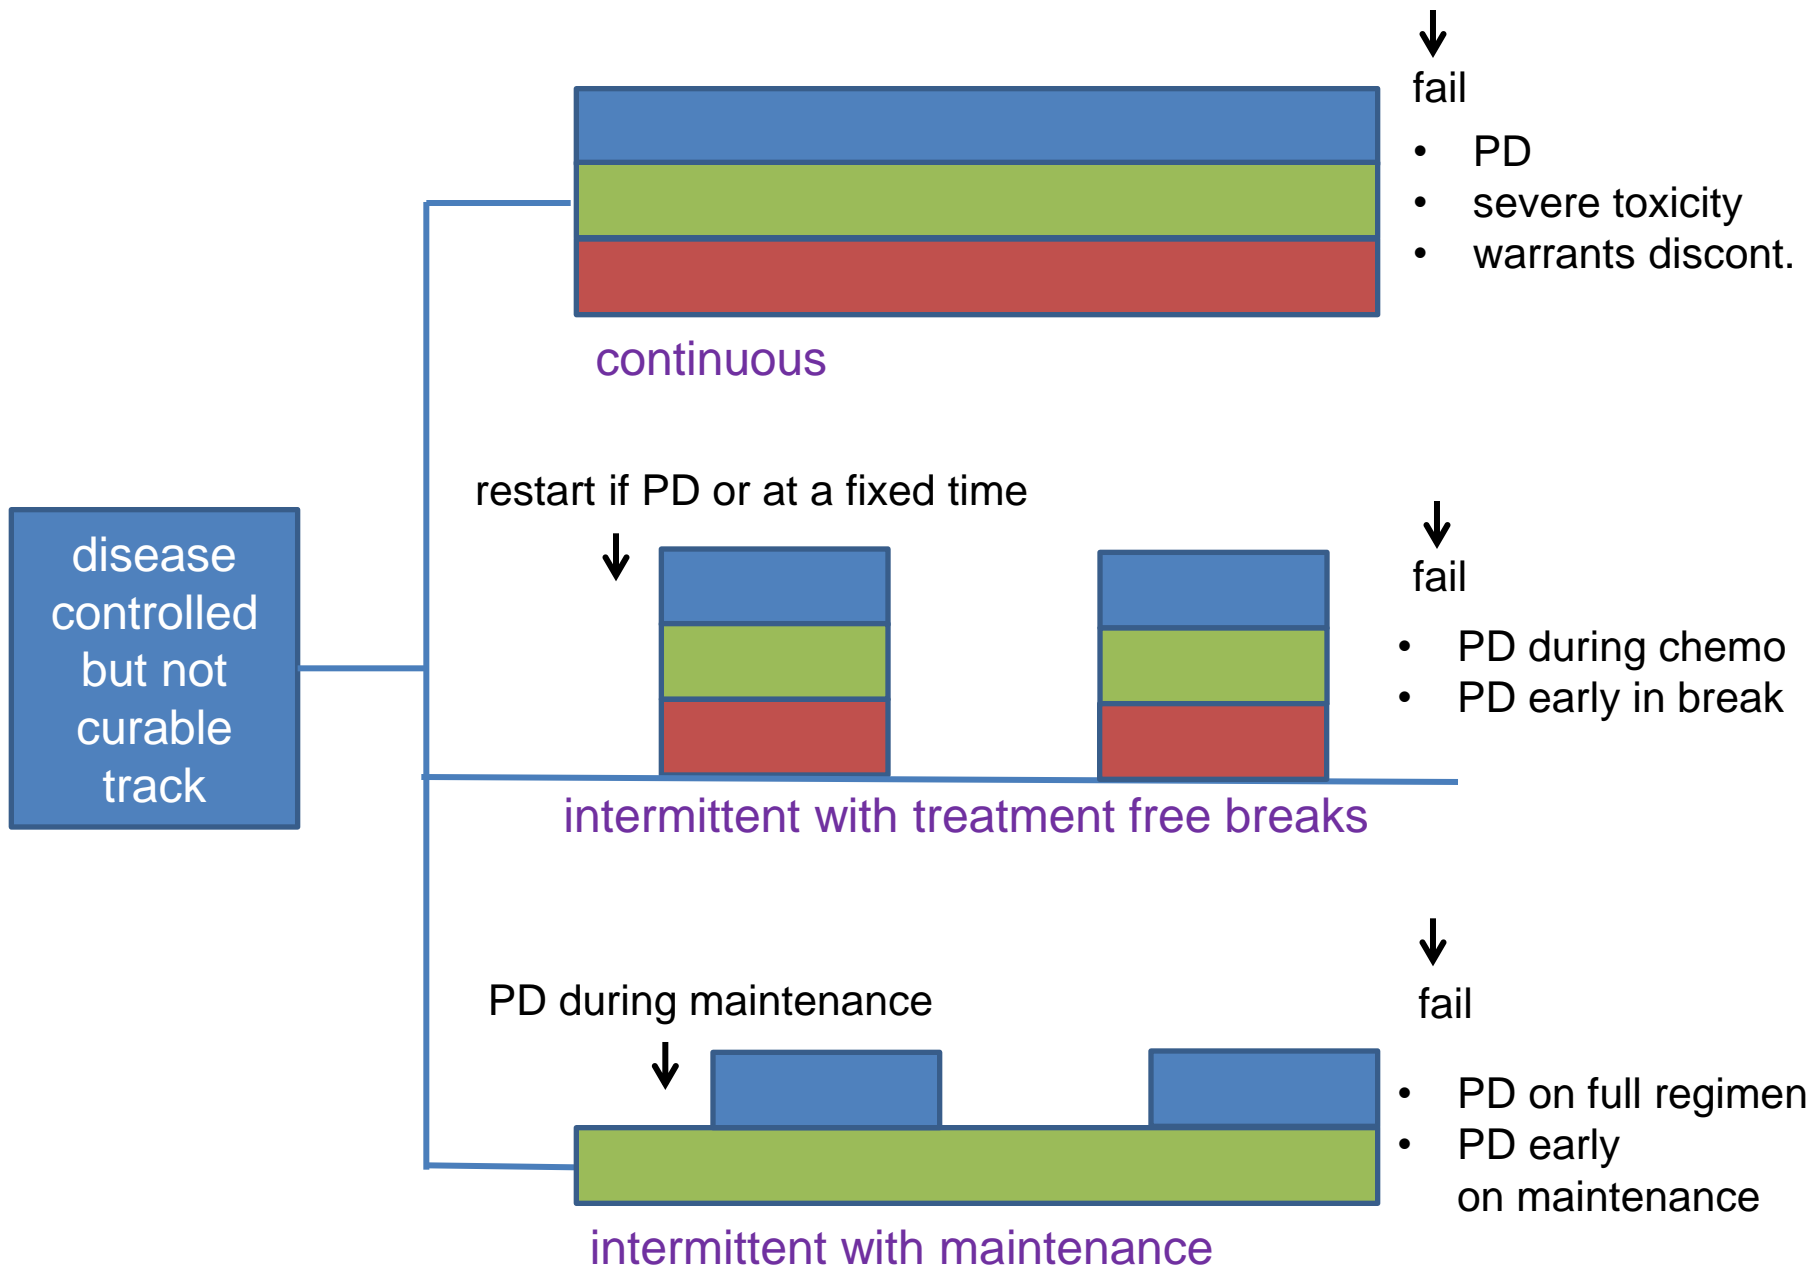 fail
• PD
• severe toxicity
• warrants discont.
continuous
restart if PD or at a fixed time
disease
controlled
but not
curable
track
fail
• PD during chemo
• PD early in break
intermittent with treatment free breaks
PD during maintenance
fail
• PD on full regimen
• PD early
on maintenance
intermittent with maintenance